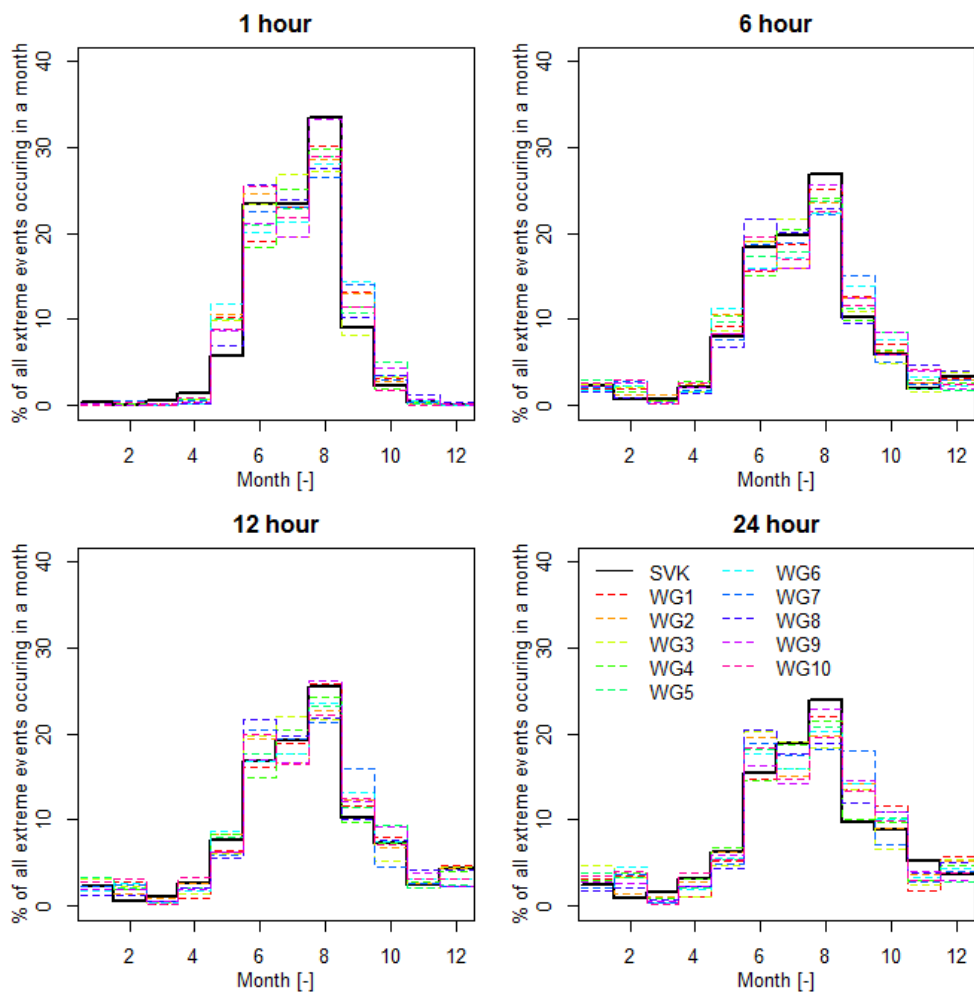 1 hour
% of all extreme events occuring in a month
0 10 20 30 40
2 4 6 8 10 12
Month [-]
6 hour
% of all extreme events occuring in a month
0 10 20 30 40
2 4 6 8 10 12
Month [-]
12 hour
% of all extreme events occuring in a month
0 10 20 30 40
2 4 6 8 10 12
Month [-]
24 hour
% of all extreme events occuring in a month
0 10 20 30 40
SVK
WG1
WG2
WG3
WG4
WG5
WG6
WG7
WG8
WG9
WG10
2 4 6 8 10 12
Month [-]